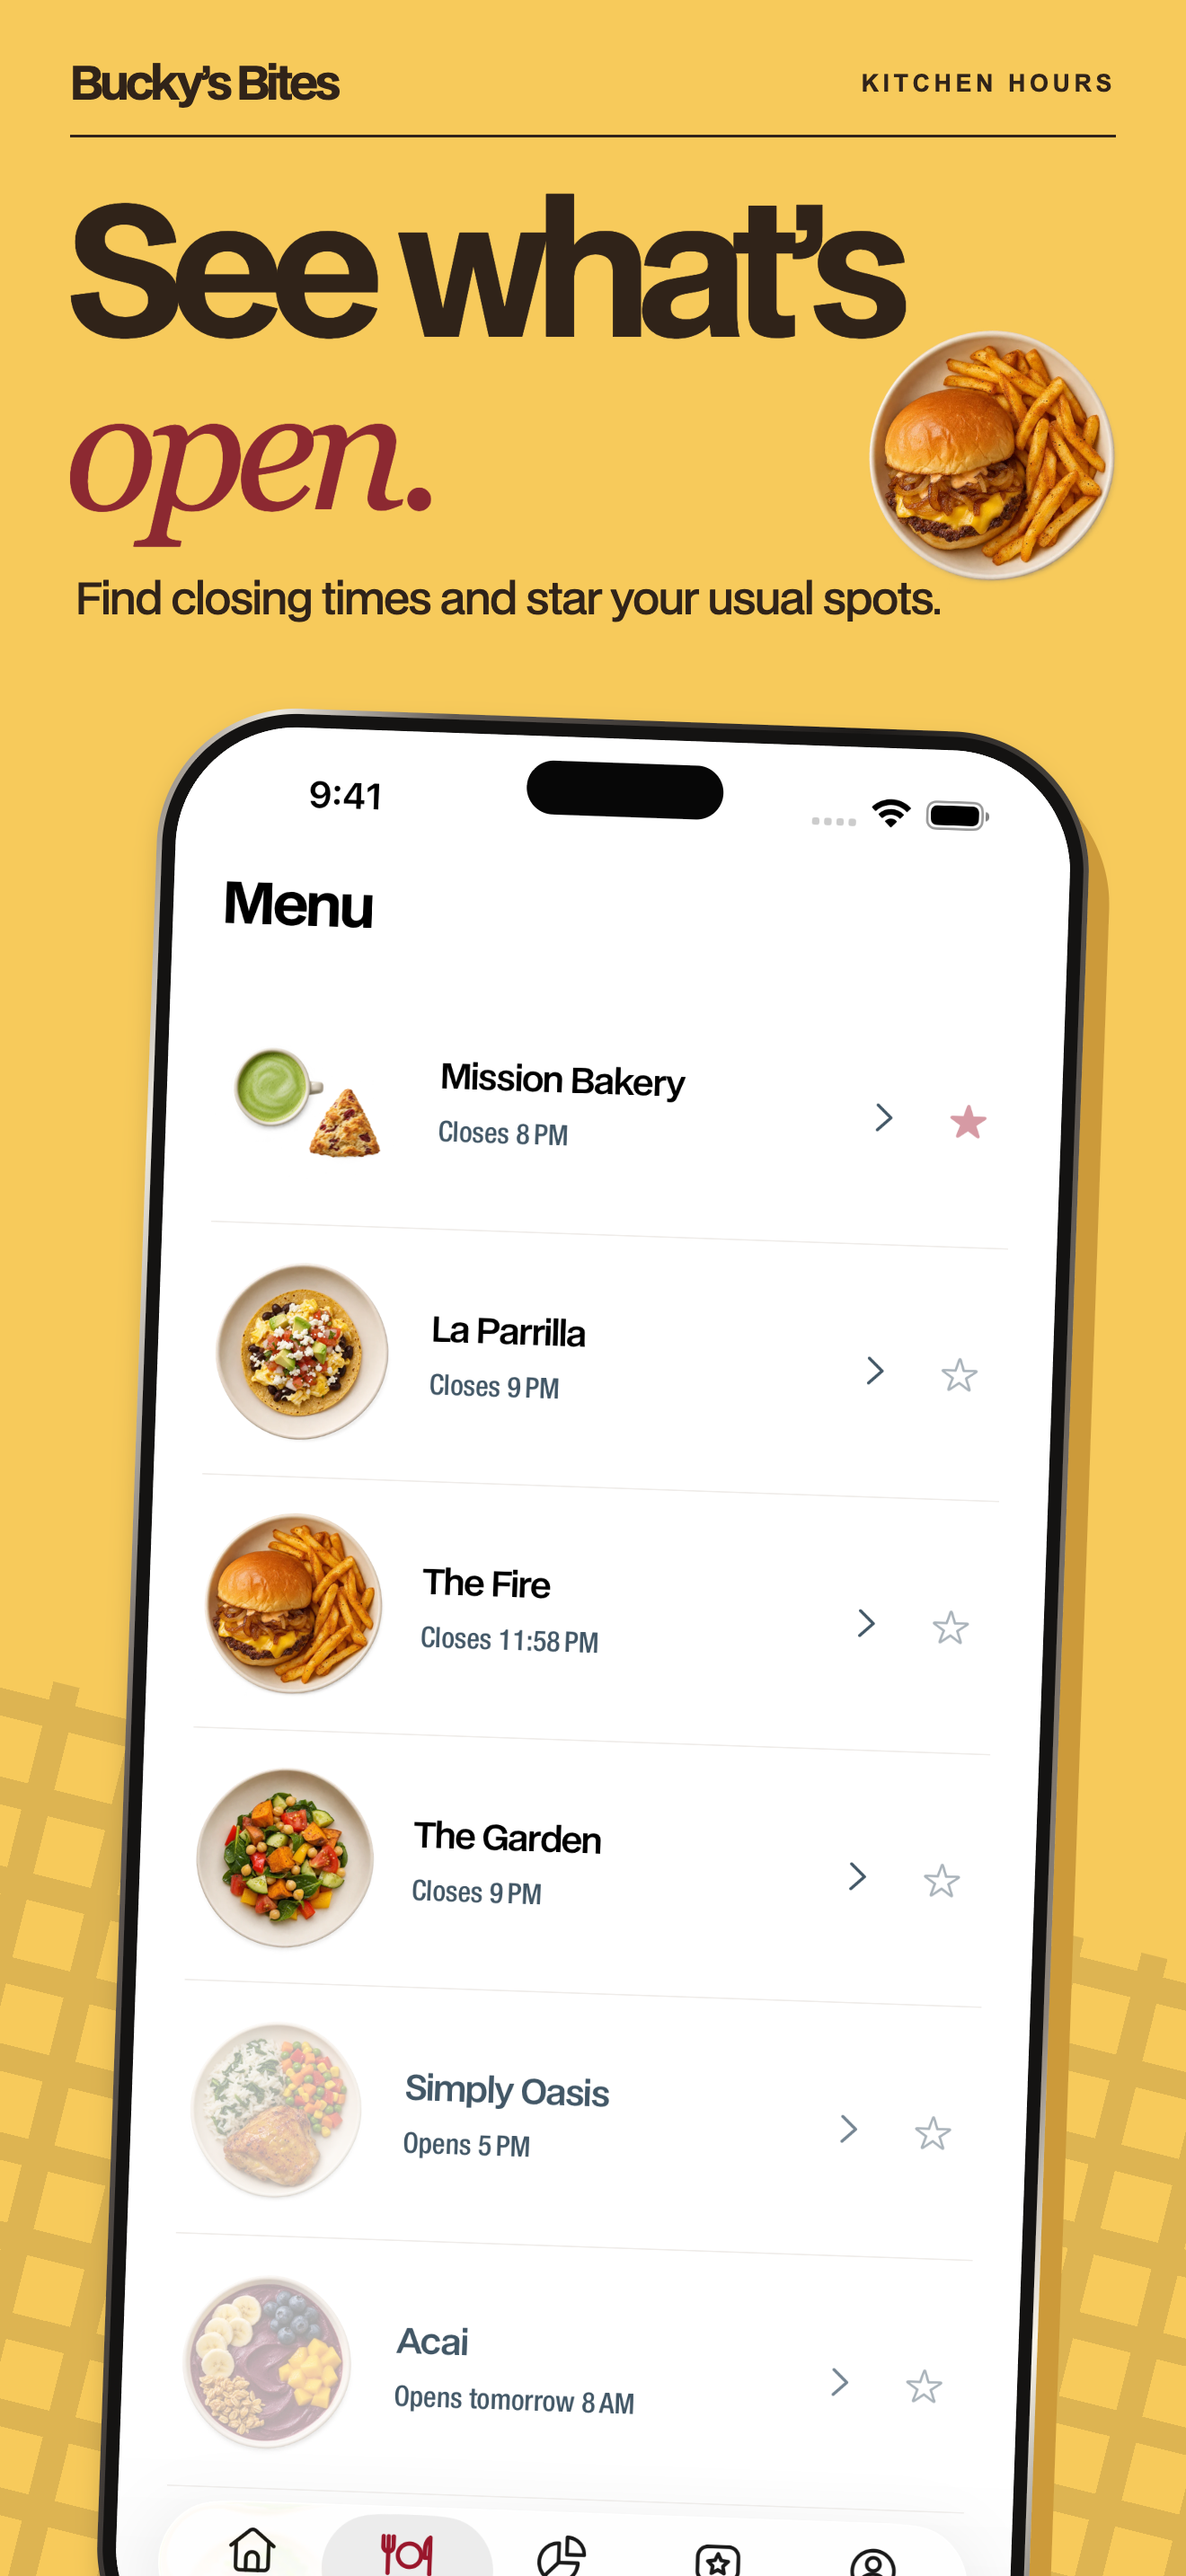 Bucky's Bites
KITCHEN HOURS
See what's
open.
Find closing times and star your usual spots.
9:41
Menu
Mission Bakery
Closes 8 PM
La Parrilla
Closes 9 PM
The Fire
Closes 11:58 PM
The Garden
Closes 9 PM
Simply Oasis
Opens 5 PM
Acai
Opens tomorrow 8 AM